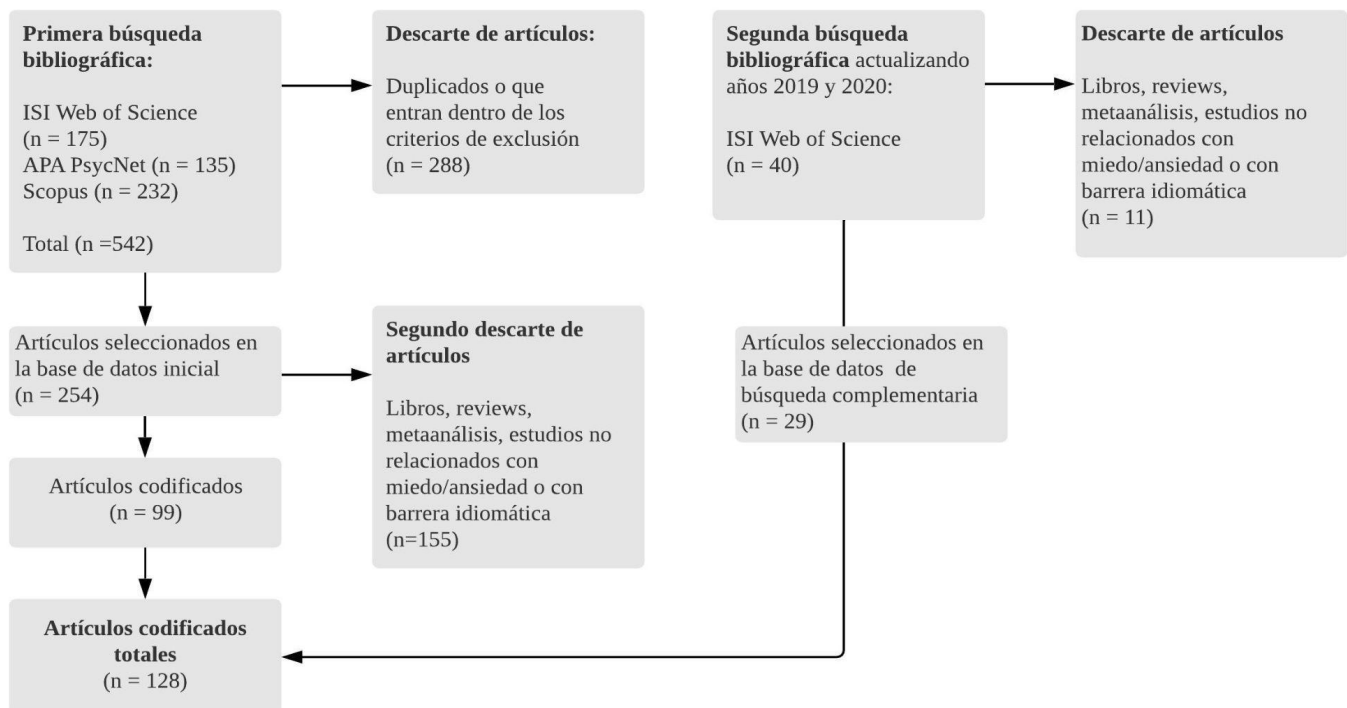 Primera búsqueda
bibliográfica:
ISI Web of Science
(n = 175)
APA PsycNet (n = 135)
Scopus (n = 232)
Total (n =542)
Descarte de artículos:
Duplicados o que
entran dentro de los
criterios de exclusión
(n = 288)
Artículos seleccionados en
la base de datos inicial
(n = 254)
Segundo descarte de
artículos
Libros, reviews,
metaanálisis, estudios no
relacionados con
miedo/ansiedad o con
barrera idiomática
(n=155)
Artículos codificados
(n = 99)
Artículos codificados
totales
(n = 128)
Segunda búsqueda
bibliográfica actualizando
años 2019 y 2020:
ISI Web of Science
(n = 40)
Descarte de artículos
Libros, reviews,
metaanálisis, estudios no
relacionados con
miedo/ansiedad o con
barrera idiomática
(n = 11)
Artículos seleccionados en
la base de datos  de
búsqueda complementaria
(n = 29)